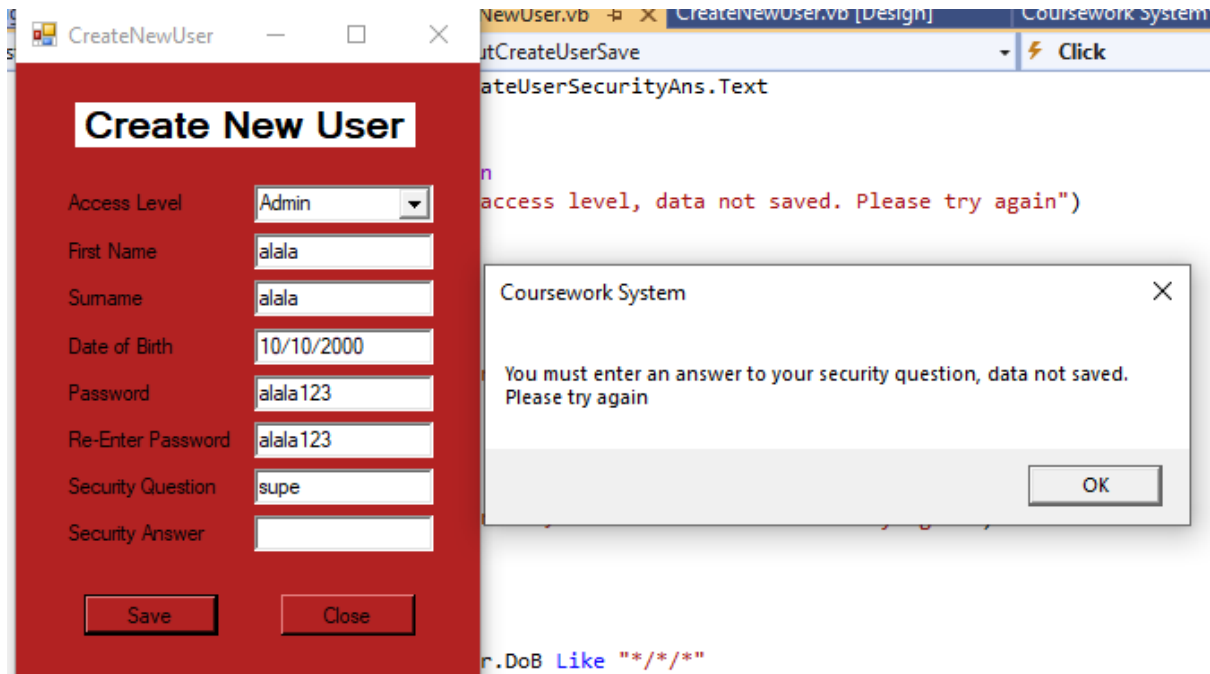 NewUser.vb CreateNewUser.vb [Design] Coursework System
CreateNewUser
utCreateUserSave Click
ateUserSecurityAns.Text
Create New User
n
Access Level Admin
access level, data not saved. Please try again")
First Name alala
Coursework System
Surname alala
Date of Birth 10/10/2000
You must enter an answer to your security question, data not saved.
Please try again
Password alala123
Re-Enter Password alala123
Security Question supe
OK
Security Answer
Save Close
r.DoB Like "*/*/*"